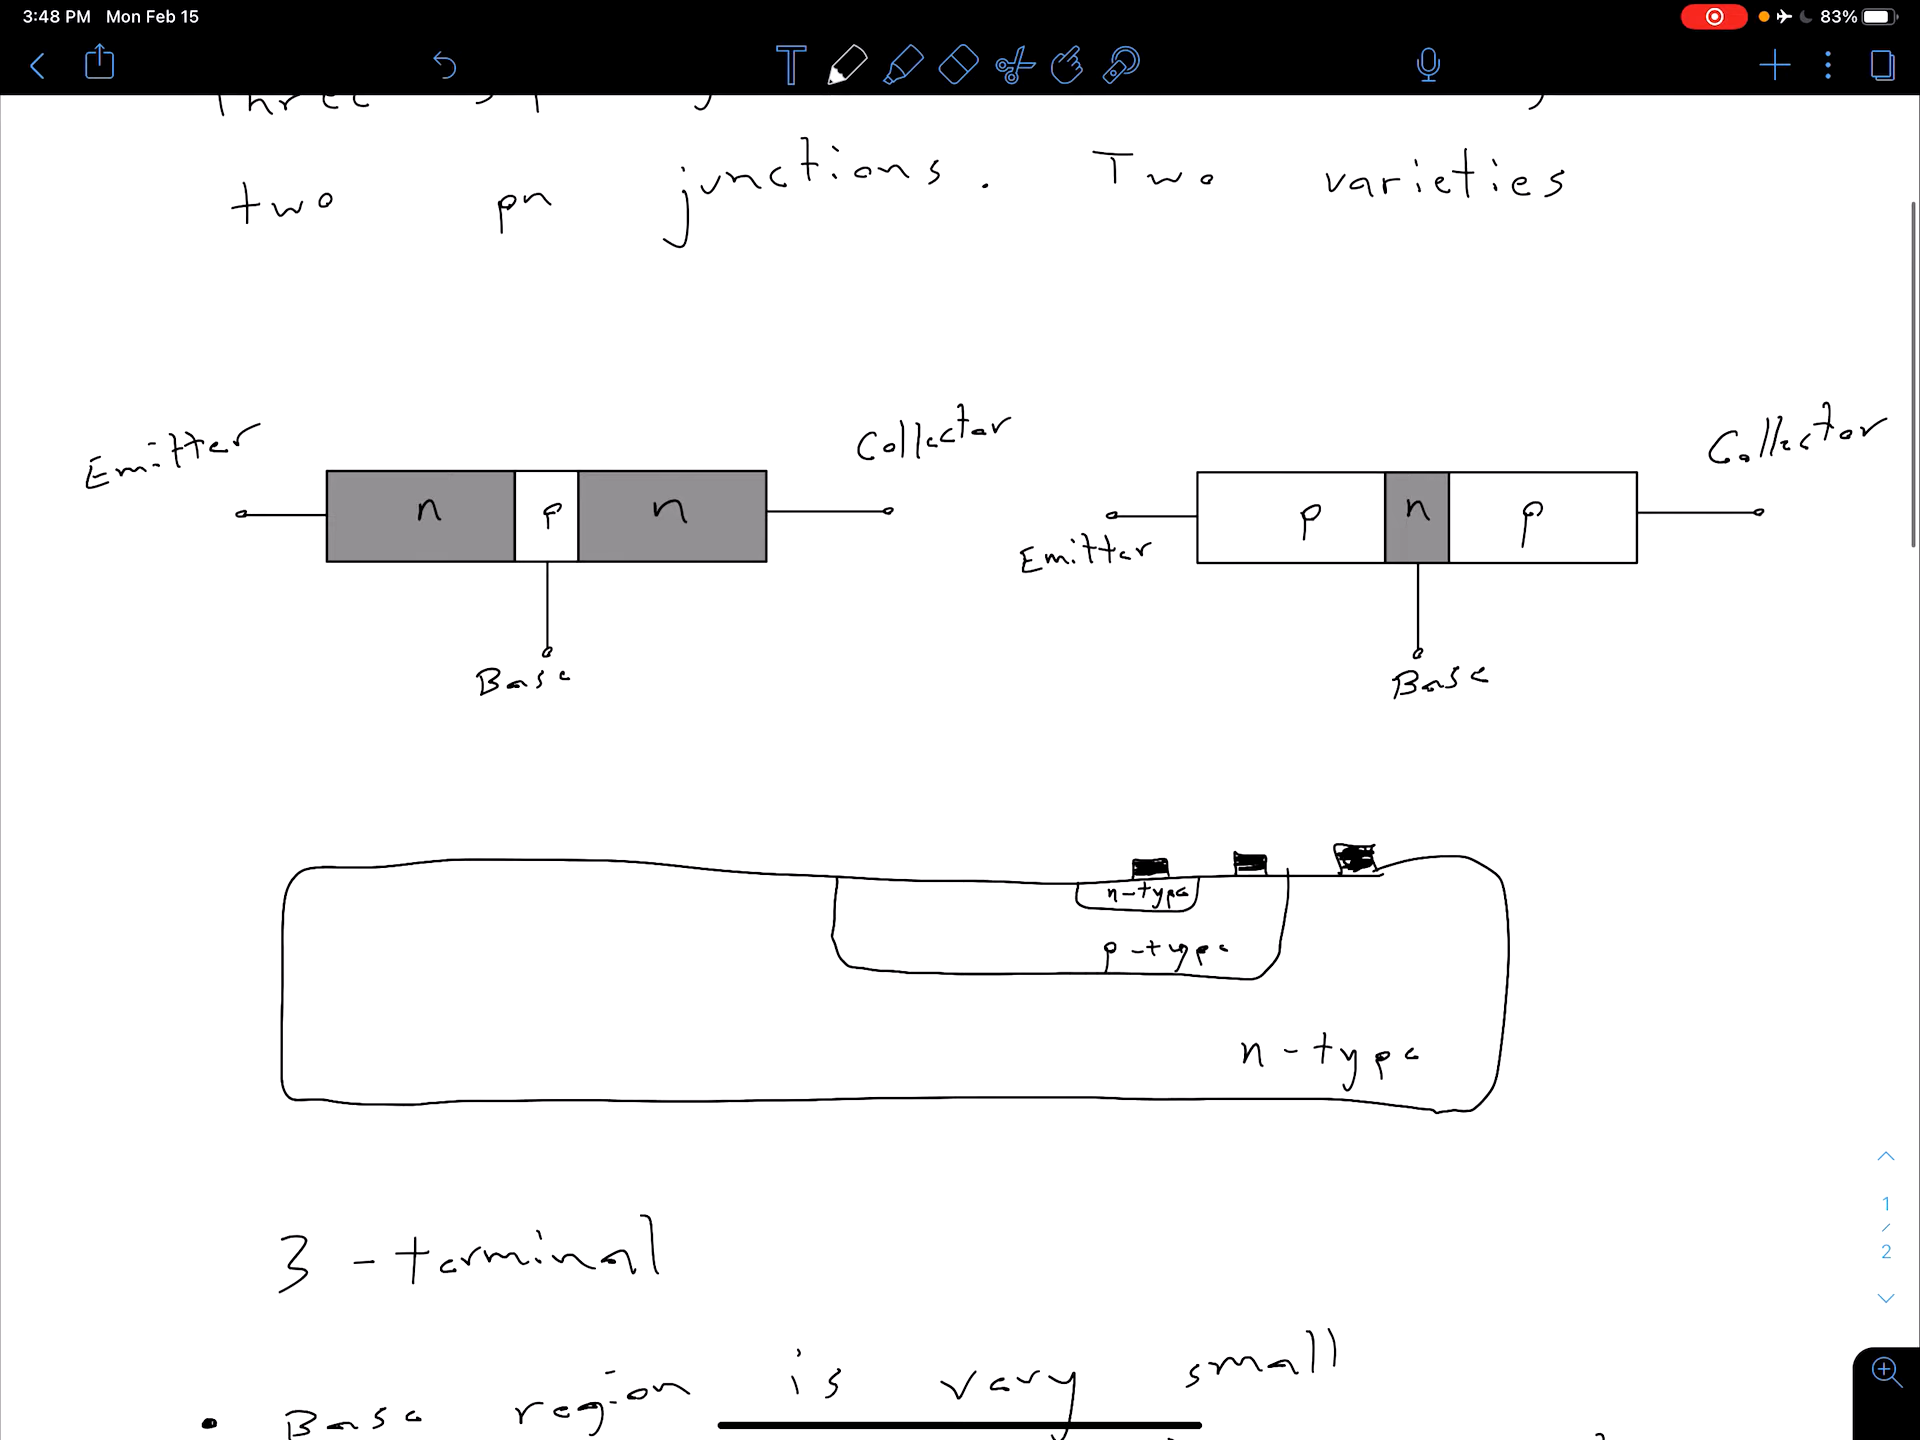 3:48 PM Mon Feb 15 83%
Three
two pn junctions. Two varieties
Emitter Collector Collector
n p n p n p
Emitter
Base Base
n-type
p-type
n-type
3-terminal
• Base region is very small
1
/
2